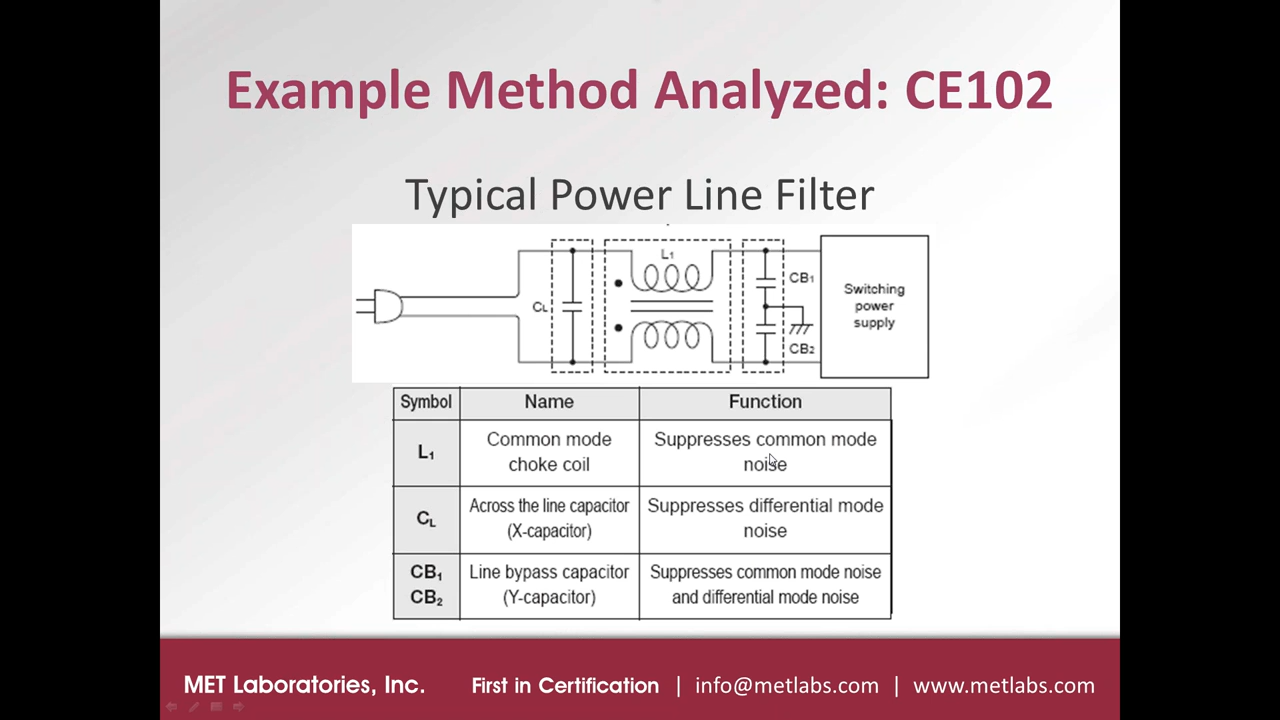 Example Method Analyzed: CE102
Typical Power Line Filter
L1
CL
CB1
CB2
Switching
power
supply
Symbol Name Function
L1 Common mode choke coil Suppresses common mode noise
CL Across the line capacitor (X-capacitor) Suppresses differential mode noise
CB1 CB2 Line bypass capacitor (Y-capacitor) Suppresses common mode noise and differential mode noise
MET Laboratories, Inc. First in Certification | info@metlabs.com | www.metlabs.com